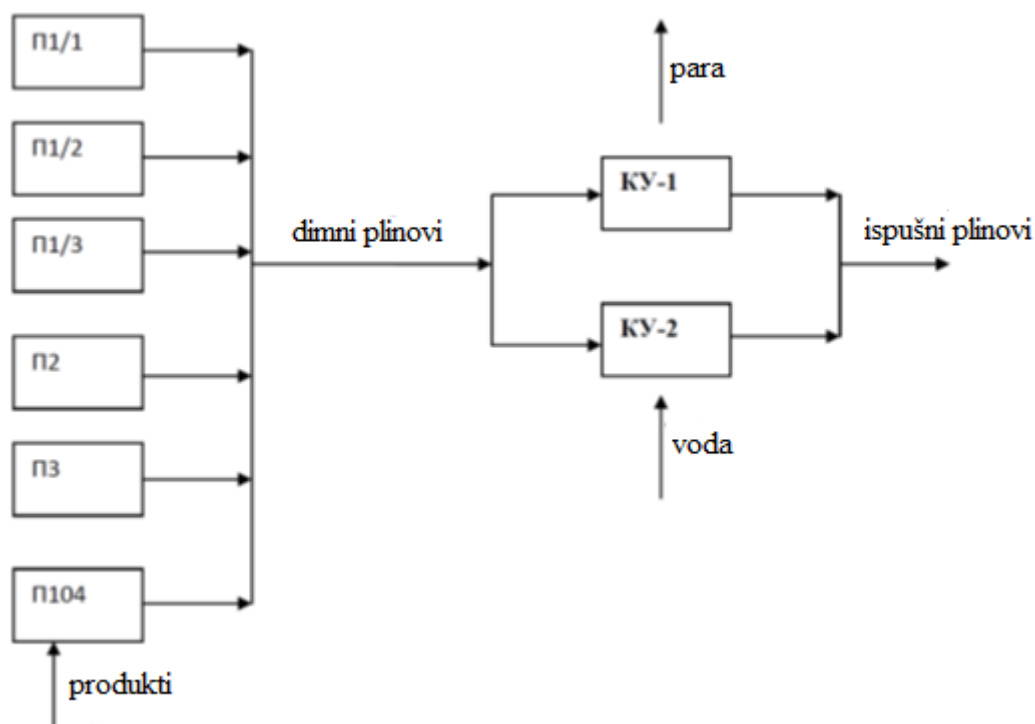 П1/1
П1/2
П1/3
П2
П3
П104
produkti
dimni plinovi
para
КУ-1
КУ-2
voda
ispušni plinovi